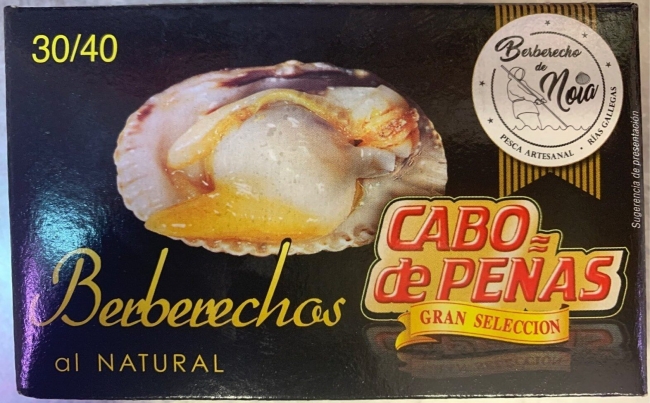 30/40
Berberecho
de
Noia
PESCA ARTESANAL · RÍAS GALLEGAS
Sugerencia de presentación
CABO
de PEÑAS
GRAN SELECCION
Berberechos
al NATURAL